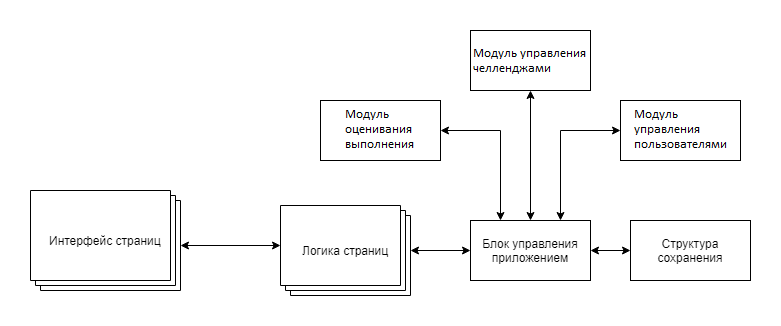 Модуль управления
челленджами
Модуль
оценивания
выполнения
Модуль
управления
пользователями
Интерфейс страниц
Логика страниц
Блок управления
приложением
Структура
сохранения